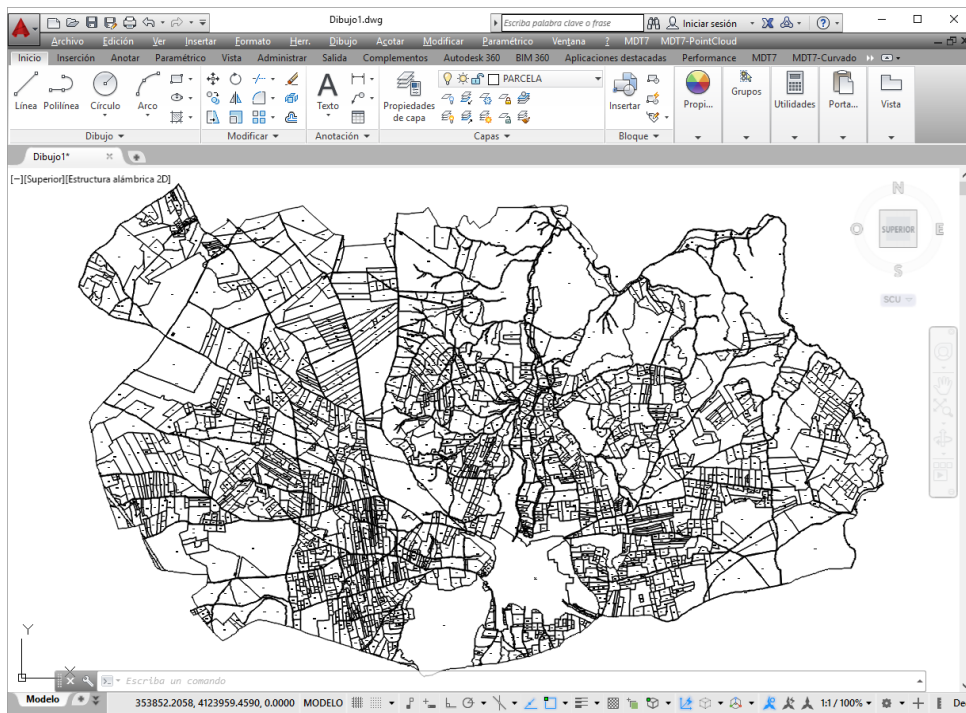 Dibujo1.dwg
Escriba palabra clave o frase
Iniciar sesión
Archivo Edición Ver Insertar Formato Herr. Dibujo Acotar Modificar Paramétrico Ventana ? MDT7 MDT7-PointCloud
Inicio Inserción Anotar Paramétrico Vista Administrar Salida Complementos Autodesk 360 BIM 360 Aplicaciones destacadas Performance MDT7 MDT7-Curvado
PARCELA
Línea Polilínea Círculo Arco Texto Propiedades de capa Insertar Propi... Grupos Utilidades Porta... Vista
Dibujo Modificar Anotación Capas Bloque
Dibujo1*
[−][Superior][Estructura alámbrica 2D]
N
O SUPERIOR E
S
SCU
Y
X
Escriba un comando
Modelo 353852.2058, 4123959.4590, 0.0000 MODELO 1:1 / 100% De